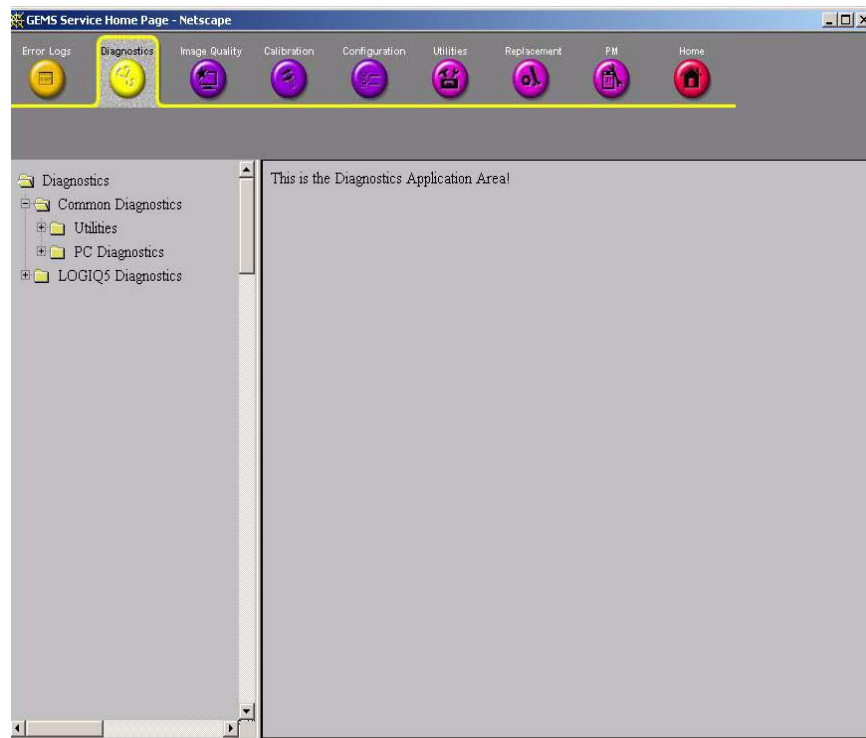 GEMS Service Home Page - Netscape
Error Logs Diagnostics Image Quality Calibration Configuration Utilities Replacement PM Home
Diagnostics
Common Diagnostics
Utilities
PC Diagnostics
LOGIQ5 Diagnostics
This is the Diagnostics Application Area!